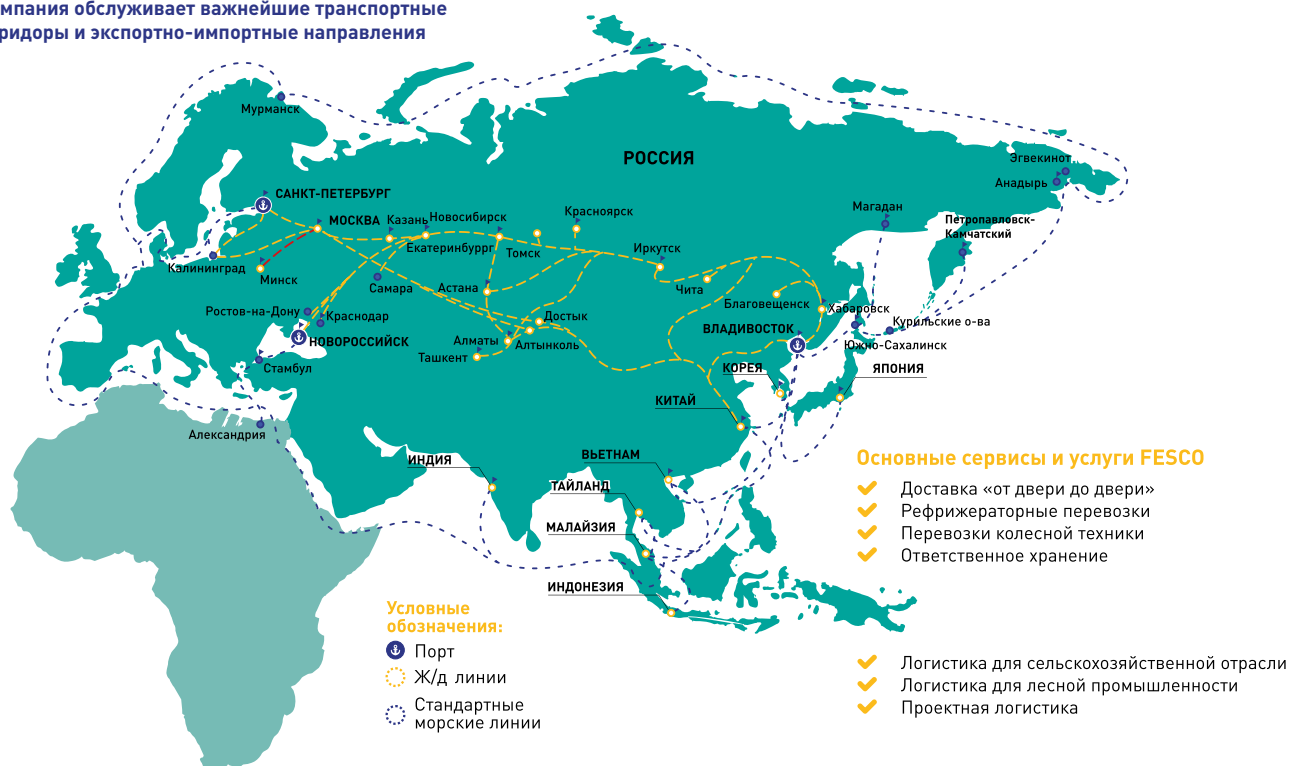 мпания обслуживает важнейшие транспортные
ридоры и экспортно-импортные направления
Мурманск
РОССИЯ
Эгвекинот
Анадырь
САНКТ-ПЕТЕРБУРГ
Магадан
Петропавловск-
Камчатский
МОСКВА
Казань
Новосибирск
Красноярск
Екатеринбургг
Томск
Иркутск
Калининград
Минск
Самара
Астана
Чита
Благовещенск
Хабаровск
Ростов-на-Дону
Краснодар
Достык
Курильские о-ва
ВЛАДИВОСТОК
НОВОРОССИЙСК
Алматы
Алтынколь
Южно-Сахалинск
Ташкент
Стамбул
КОРЕЯ
ЯПОНИЯ
КИТАЙ
Александрия
ИНДИЯ
ВЬЕТНАМ
ТАЙЛАНД
МАЛАЙЗИЯ
ИНДОНЕЗИЯ
Основные сервисы и услуги FESCO
Доставка «от двери до двери»
Рефрижераторные перевозки
Перевозки колесной техники
Ответственное хранение
Условные
обозначения:
Порт
Ж/д линии
Стандартные
морские линии
Логистика для сельскохозяйственной отрасли
Логистика для лесной промышленности
Проектная логистика